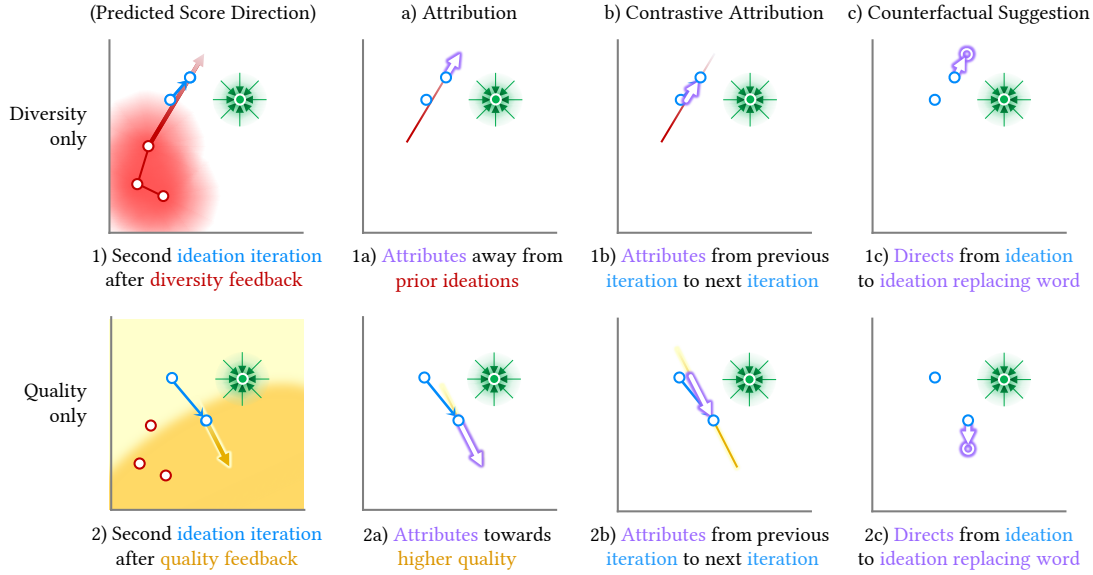 (Predicted Score Direction)
a) Attribution
b) Contrastive Attribution
c) Counterfactual Suggestion
Diversity
only
1) Second ideation iteration
after diversity feedback
1a) Attributes away from
prior ideations
1b) Attributes from previous
iteration to next iteration
1c) Directs from ideation
to ideation replacing word
Quality
only
2) Second ideation iteration
after quality feedback
2a) Attributes towards
higher quality
2b) Attributes from previous
iteration to next iteration
2c) Directs from ideation
to ideation replacing word